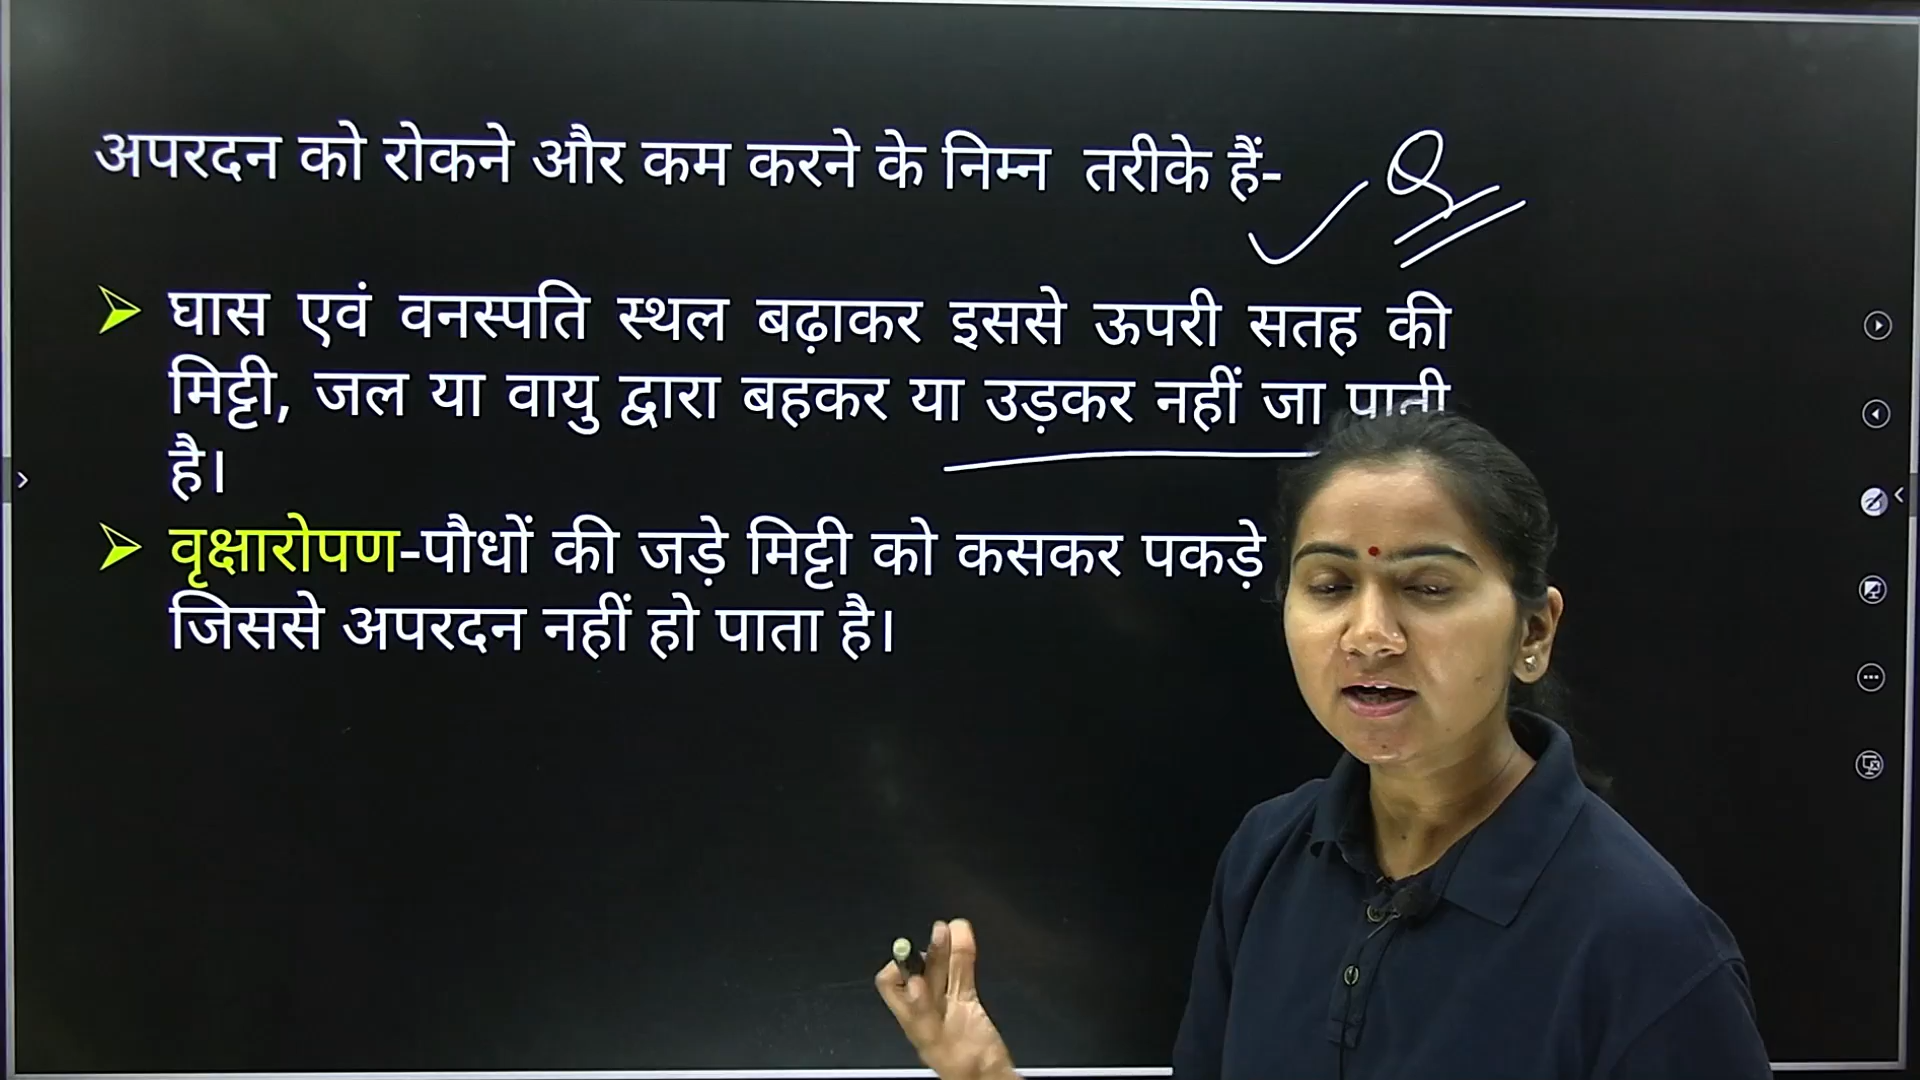 अपरदन को रोकने और कम करने के निम्न तरीके हैं-
Q
घास एवं वनस्पति स्थल बढ़ाकर इससे ऊपरी सतह की
मिट्टी, जल या वायु द्वारा बहकर या उड़कर नहीं जा पाती
है।
वृक्षारोपण-पौधों की जड़े मिट्टी को कसकर पकड़े
जिससे अपरदन नहीं हो पाता है।